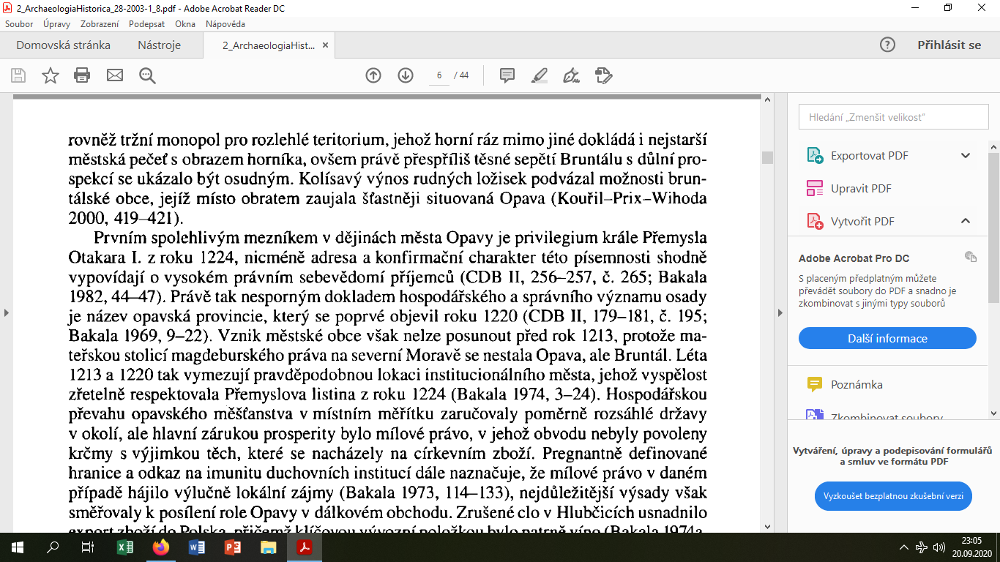 2_ArchaeologiaHistorica_28-2003-1_8.pdf - Adobe Acrobat Reader DC
Soubor Úpravy Zobrazení Podepsat Okna Nápověda
Domovská stránka Nástroje 2_ArchaeologiaHist... × Přihlásit se
6 / 44
rovněž tržní monopol pro rozlehlé teritorium, jehož horní ráz mimo jiné dokládá i nejstarší
městská pečeť s obrazem horníka, ovšem právě přespříliš těsné sepětí Bruntálu s důlní pro-
spekcí se ukázalo být osudným. Kolísavý výnos rudných ložisek podvázal možnosti brun-
tálské obce, jejíž místo obratem zaujala šťastněji situovaná Opava (Kouřil–Prix–Wihoda
2000, 419–421).
Prvním spolehlivým mezníkem v dějinách města Opavy je privilegium krále Přemysla
Otakara I. z roku 1224, nicméně adresa a konfirmační charakter této písemnosti shodně
vypovídají o vysokém právním sebevědomí příjemců (CDB II, 256–257, č. 265; Bakala
1982, 44–47). Právě tak nesporným dokladem hospodářského a správního významu osady
je název opavská provincie, který se poprvé objevil roku 1220 (CDB II, 179–181, č. 195;
Bakala 1969, 9–22). Vznik městské obce však nelze posunout před rok 1213, protože ma-
teřskou stolicí magdeburského práva na severní Moravě se nestala Opava, ale Bruntál. Léta
1213 a 1220 tak vymezují pravděpodobnou lokaci institucionálního města, jehož vyspělost
zřetelně respektovala Přemyslova listina z roku 1224 (Bakala 1974, 3–24). Hospodářskou
převahu opavského měšťanstva v místním měřítku zaručovaly poměrně rozsáhlé državy
v okolí, ale hlavní zárukou prosperity bylo mílové právo, v jehož obvodu nebyly povoleny
krčmy s výjimkou těch, které se nacházely na církevním zboží. Pregnantně definované
hranice a odkaz na imunitu duchovních institucí dále naznačuje, že mílové právo v daném
případě hájilo výlučně lokální zájmy (Bakala 1973, 114–133), nejdůležitější výsady však
směřovaly k posílení role Opavy v dálkovém obchodu. Zrušené clo v Hlubčicích usnadnilo
export zboží do Polska, přičemž klíčovou vývozní položkou bylo patrně víno (Bakala 1974a,
Hledání „Zmenšit velikost“
Exportovat PDF
Upravit PDF
Vytvořit PDF
Adobe Acrobat Pro DC
S placeným předplatným můžete
převádět soubory do PDF a snadno je
zkombinovat s jinými typy souborů
Další informace
Poznámka
Zkombinovat soubory
Vytváření, úpravy a podepisování formulářů
a smluv ve formátu PDF
Vyzkoušet bezplatnou zkušební verzi
23:05
20.09.2020